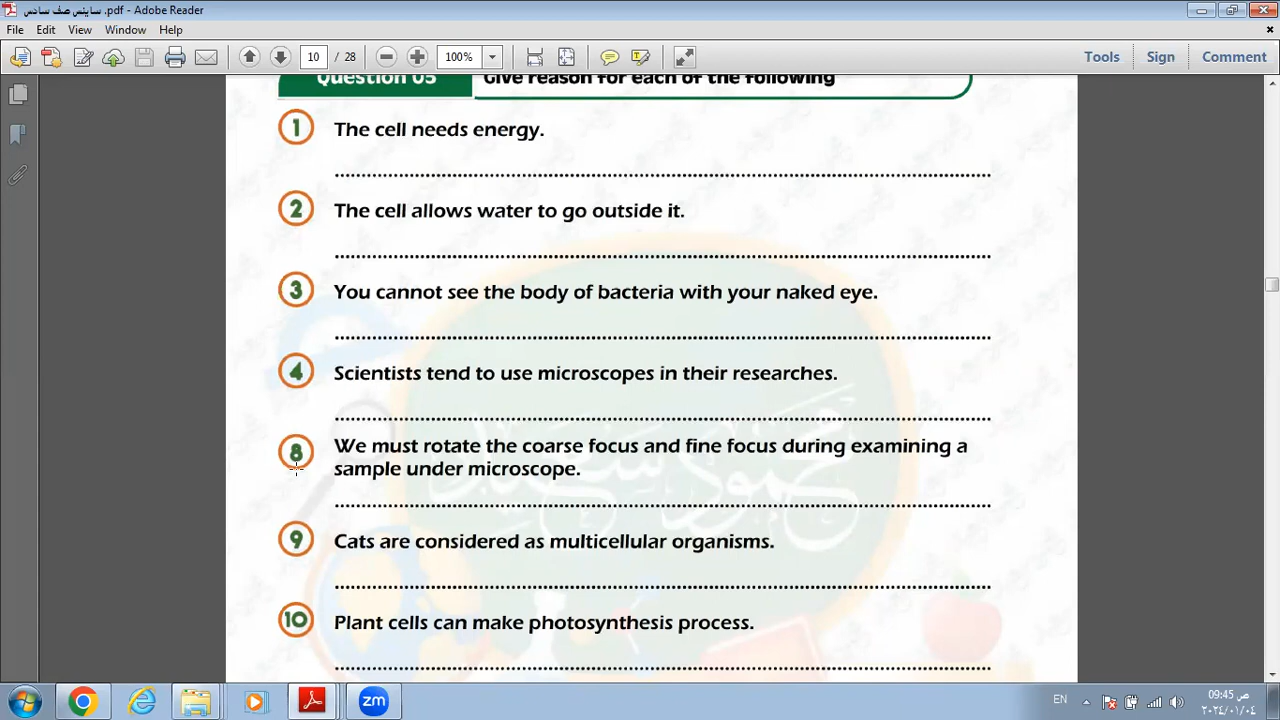 ساينس صف سادس .pdf - Adobe Reader
File Edit View Window Help
10 / 28 100% Tools Sign Comment
Question 05 Give reason for each of the following
1 The cell needs energy.
2 The cell allows water to go outside it.
3 You cannot see the body of bacteria with your naked eye.
4 Scientists tend to use microscopes in their researches.
8 We must rotate the coarse focus and fine focus during examining a
sample under microscope.
9 Cats are considered as multicellular organisms.
10 Plant cells can make photosynthesis process.
zm
EN
09:45 ص
٢٠٢٤/٠١/٠٤